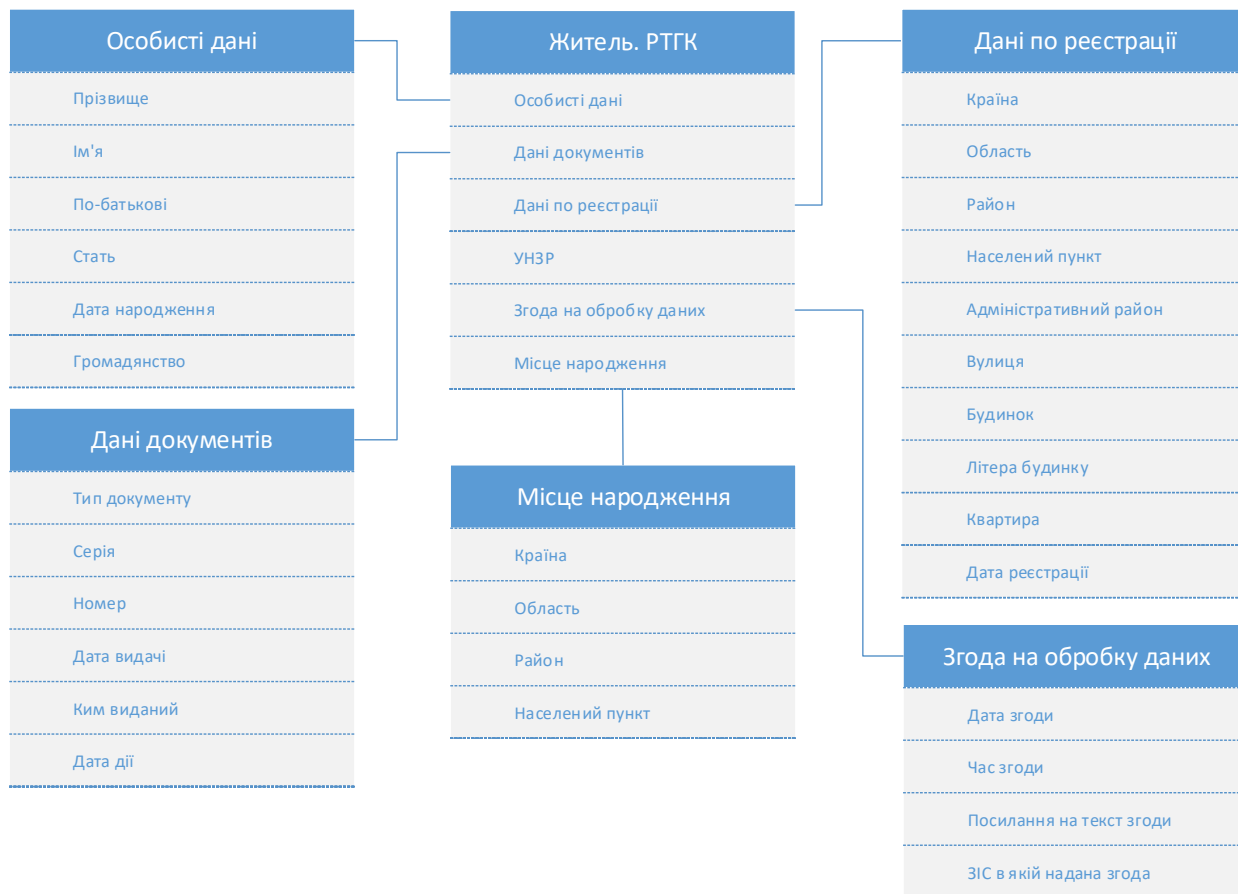 Особисті дані
Прізвище
Ім'я
По-батькові
Стать
Дата народження
Громадянство
Дані документів
Тип документу
Серія
Номер
Дата видачі
Ким виданий
Дата дії
Житель. РТГК
Особисті дані
Дані документів
Дані по реєстрації
УНЗР
Згода на обробку даних
Місце народження
Місце народження
Країна
Область
Район
Населений пункт
Дані по реєстрації
Країна
Область
Район
Населений пункт
Адміністративний район
Вулиця
Будинок
Літера будинку
Квартира
Дата реєстрації
Згода на обробку даних
Дата згоди
Час згоди
Посилання на текст згоди
ЗІС в якій надана згода